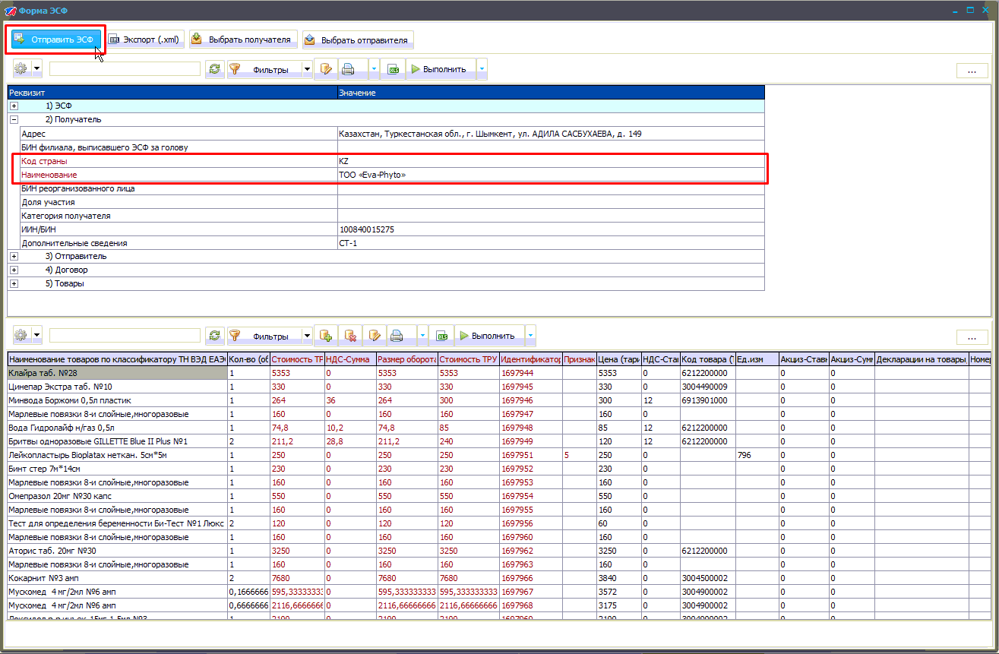 Форма ЭСФ
Отправить ЭСФ Экспорт (.xml) Выбрать получателя Выбрать отправителя
Фильтры XLS Выполнить ...
Реквизит Значение
1) ЭСФ
2) Получатель
Адрес Казахстан, Туркестанская обл., г. Шымкент, ул. АДИЛА САСБУХАЕВА, д. 149
БИН филиала, выписавшего ЭСФ за голову
Код страны KZ
Наименование ТОО «Eva-Phyto»
БИН реорганизованного лица
Доля участия
Категория получателя
ИИН/БИН 100840015275
Дополнительные сведения СТ-1
3) Отправитель
4) Договор
5) Товары
Фильтры XLS Выполнить ...
Наименование товаров по классификатору ТН ВЭД ЕАЭ Кол-во (об Стоимость ТР НДС-Сумма Размер оборота Стоимость ТРУ Идентификатор Признак Цена (тари НДС-Ста Код товара (Т Ед.изм Акциз-Став Акциз-Сум Декларации на товары, Номер
Клайра таб. №28 1 5353 0 5353 5353 1697944 5353 0 6212200000 0 0
Цинепар Экстра таб. №10 1 330 0 330 330 1697945 330 0 3004490009 0 0
Минвода Боржоми 0,5л пластик 1 264 36 264 300 1697946 300 12 6913901000 0 0
Марлевые повязки 8-и слойные,многоразовые 1 160 0 160 160 1697947 160 0 0 0
Вода Гидролайф н/газ 0,5л 1 74,8 10,2 74,8 85 1697948 85 12 6212200000 0 0
Бритвы одноразовые GILLETTE Blue II Plus №1 2 211,2 28,8 211,2 240 1697949 120 12 6212200000 0 0
Лейкопластырь Bioplatax неткан. 5см*5м 1 250 0 250 250 1697951 5 250 0 796 0 0
Бинт стер 7м*14см 1 230 0 230 230 1697952 230 0 0 0
Марлевые повязки 8-и слойные,многоразовые 1 160 0 160 160 1697953 160 0 0 0
Омепразол 20мг №30 капс 1 550 0 550 550 1697954 550 0 0 0
Марлевые повязки 8-и слойные,многоразовые 1 160 0 160 160 1697955 160 0 0 0
Тест для определения беременности Би-Тест №1 Люкс 2 120 0 120 120 1697956 60 0 0 0
Марлевые повязки 8-и слойные,многоразовые 1 160 0 160 160 1697960 160 0 0 0
Аторис таб. 20мг №30 1 3250 0 3250 3250 1697962 3250 0 6212200000 0 0
Марлевые повязки 8-и слойные,многоразовые 1 160 0 160 160 1697963 160 0 0 0
Кокарнит №3 амп 2 7680 0 7680 7680 1697966 3840 0 3004500002 0 0
Мускомед 4 мг/2мл №6 амп 0,1666666 595,33333333 0 595,333333333 595,333333333 1697967 3572 0 3004900002 0 0
Мускомед 4 мг/2мл №6 амп 0,6666666 2116,6666666 0 2116,66666666 2116,66666666 1697968 3175 0 3004900002 0 0